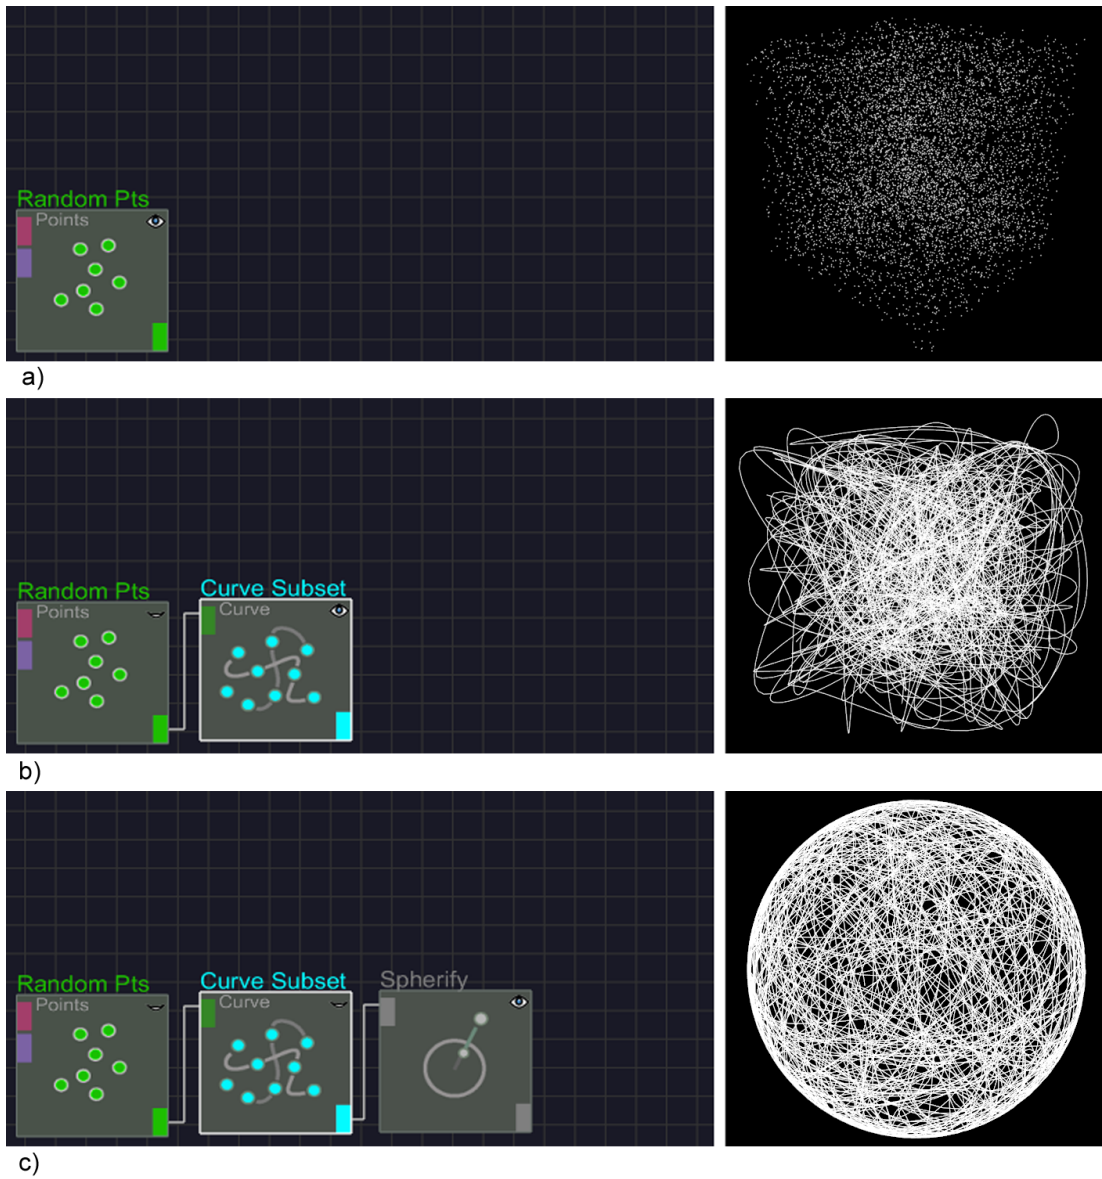 Random Pts
Points
a)
Random Pts
Curve Subset
Points
Curve
b)
Random Pts
Curve Subset
Spherify
Points
Curve
c)